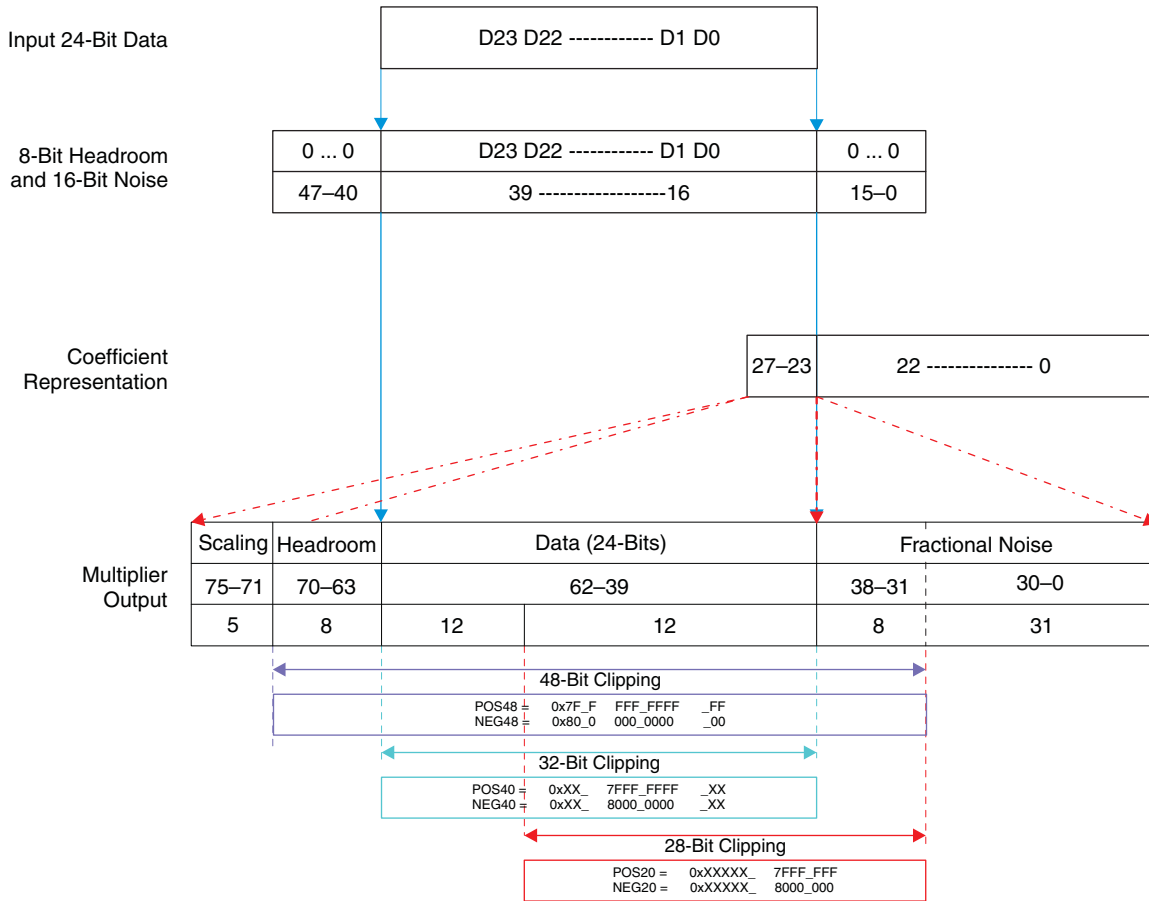 Input 24-Bit Data
D23 D22 ------------ D1 D0
8-Bit Headroom
and 16-Bit Noise
0 ... 0 D23 D22 ------------ D1 D0 0 ... 0
47–40 39 ------------------16 15–0
Coefficient
Representation
27–23 22 --------------- 0
Scaling Headroom Data (24-Bits) Fractional Noise
Multiplier
Output
75–71 70–63 62–39 38–31 30–0
5 8 12 12 8 31
48-Bit Clipping
POS48 = 0x7F_F FFF_FFFF _FF
NEG48 = 0x80_0 000_0000 _00
32-Bit Clipping
POS40 = 0xXX_ 7FFF_FFFF _XX
NEG40 = 0xXX_ 8000_0000 _XX
28-Bit Clipping
POS20 = 0xXXXXX_ 7FFF_FFF
NEG20 = 0xXXXXX_ 8000_000